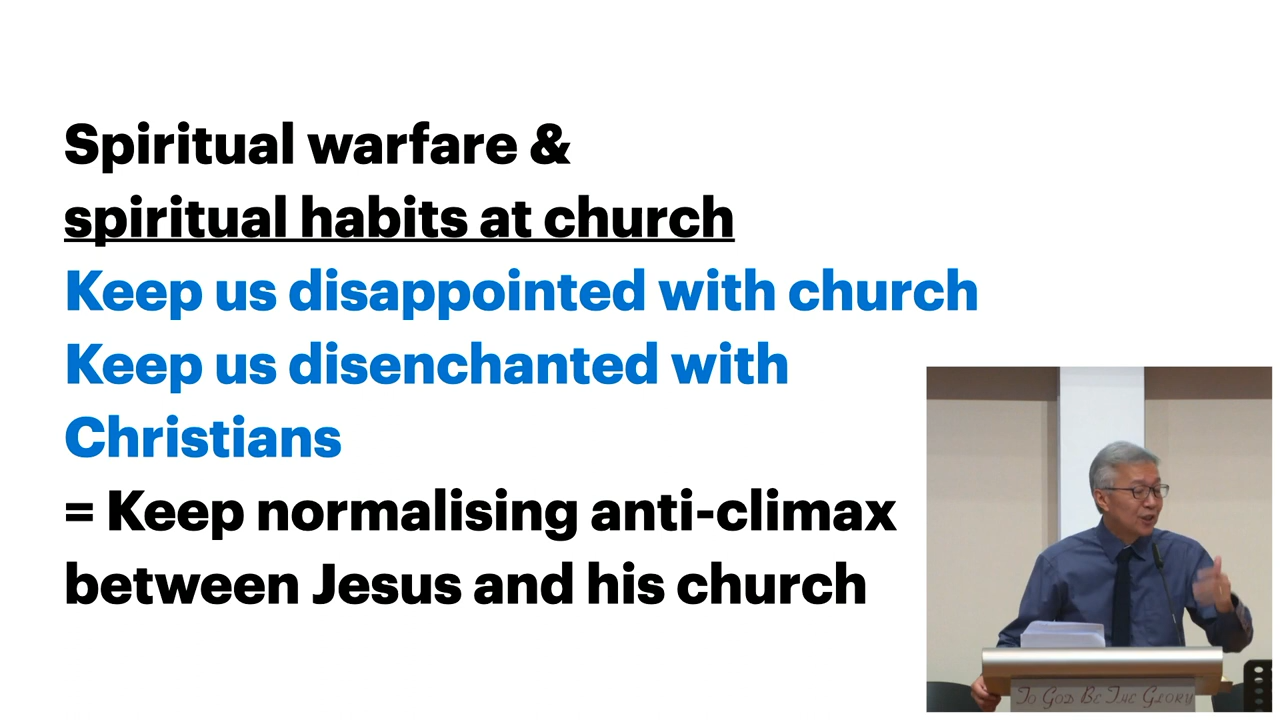 Spiritual warfare &
spiritual habits at church
Keep us disappointed with church
Keep us disenchanted with
Christians
= Keep normalising anti-climax
between Jesus and his church
To God Be The Glory